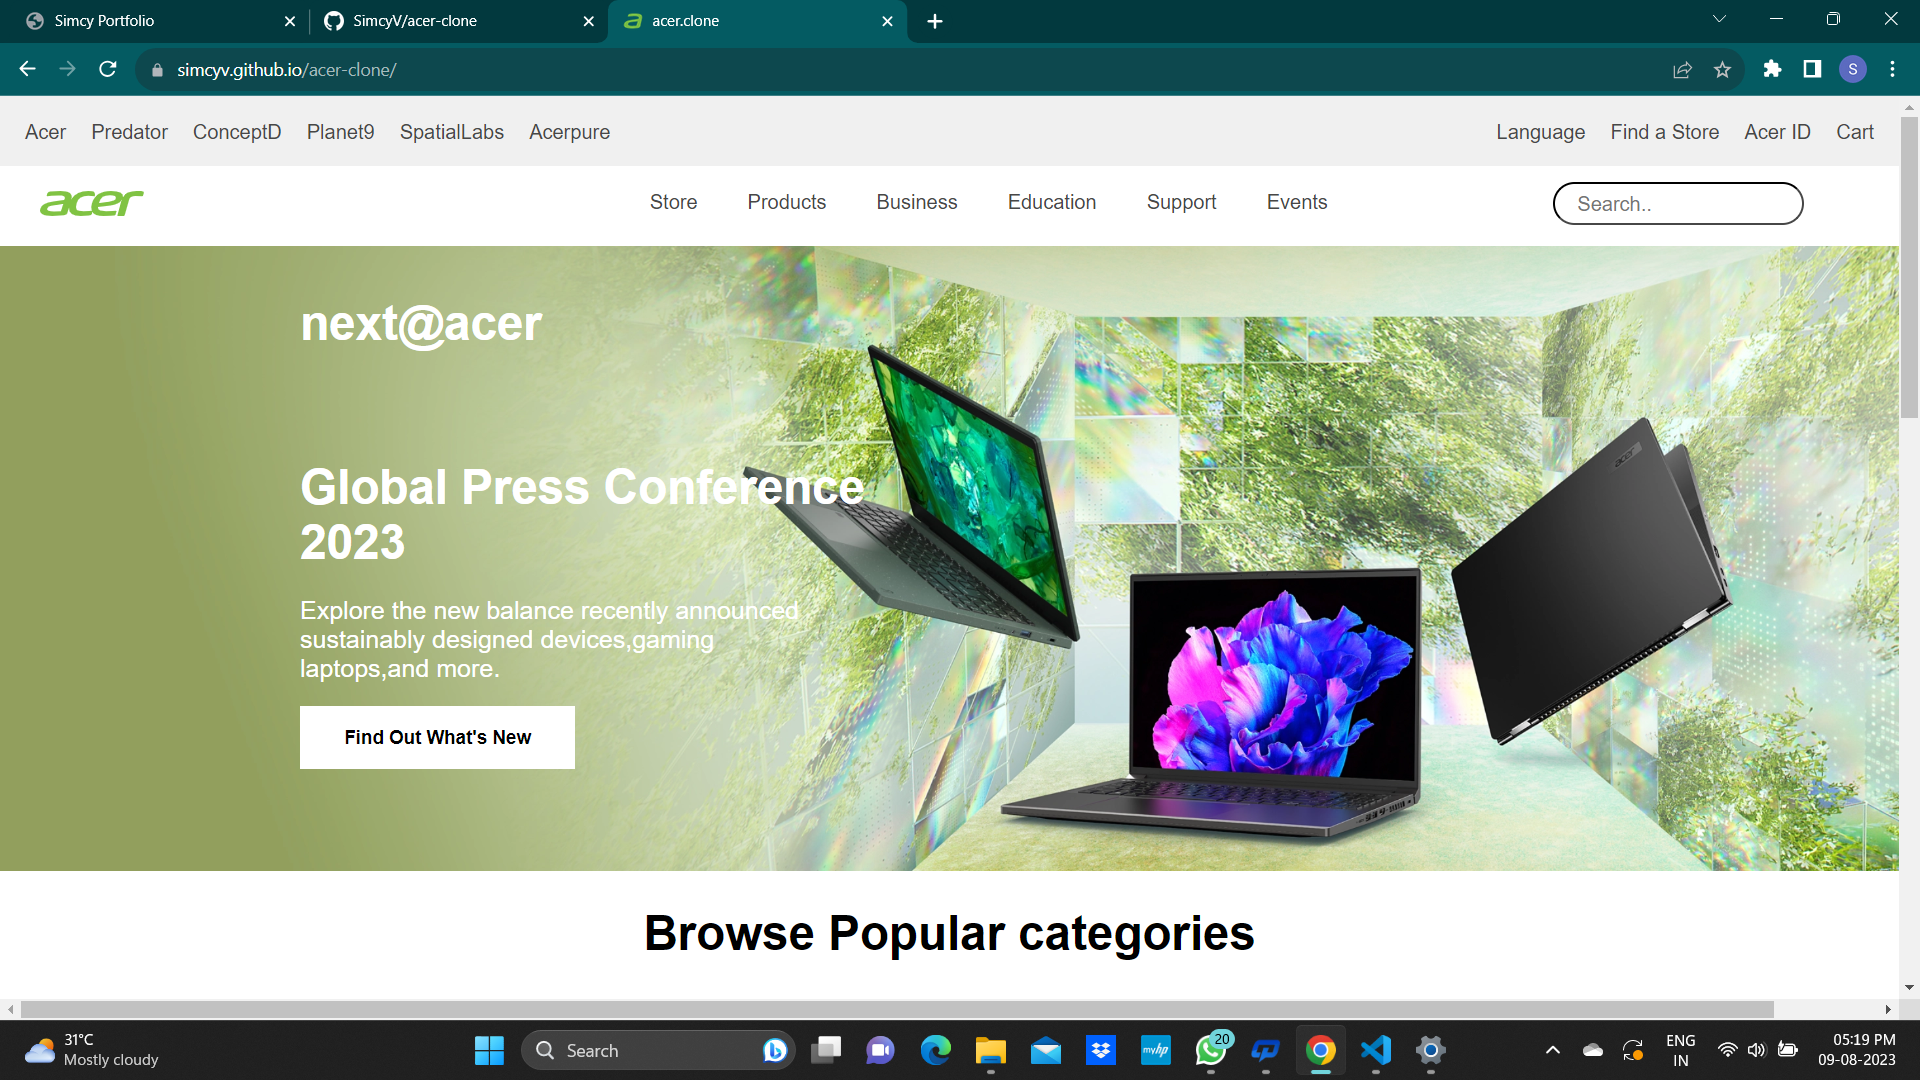 Simcy Portfolio
SimcyV/acer-clone
acer.clone
simcyv.github.io/acer-clone/
S
Acer Predator ConceptD Planet9 SpatialLabs Acerpure
Language Find a Store Acer ID Cart
acer
Store Products Business Education Support Events
Search..
next@acer
Global Press Conference
2023
Explore the new balance recently announced
sustainably designed devices,gaming
laptops,and more.
Find Out What's New
acer
Browse Popular categories
31°C
Mostly cloudy
Search
myhp
20
ENG
IN
05:19 PM
09-08-2023